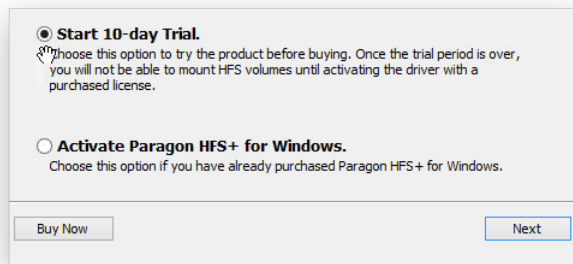 Start 10-day Trial.
Choose this option to try the product before buying. Once the trial period is over,
you will not be able to mount HFS volumes until activating the driver with a
purchased license.
Activate Paragon HFS+ for Windows.
Choose this option if you have already purchased Paragon HFS+ for Windows.
Buy Now
Next